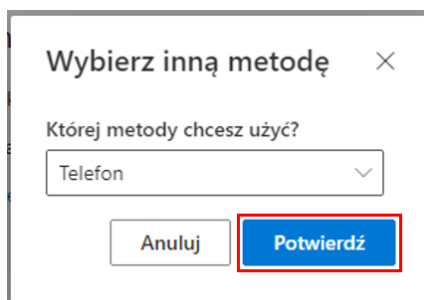 Wybierz inną metodę
Której metody chcesz użyć?
Telefon
Anuluj
Potwierdź